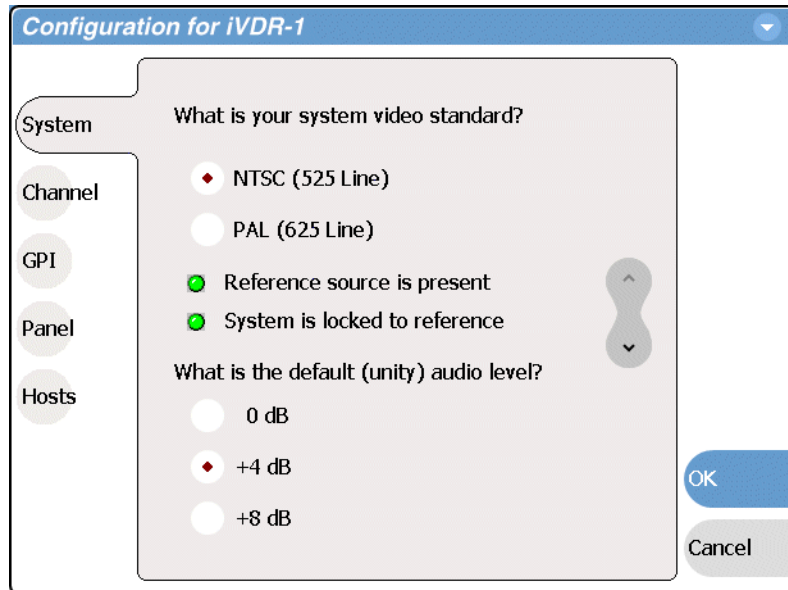 Configuration for iVDR-1
System
Channel
GPI
Panel
Hosts
What is your system video standard?
NTSC (525 Line)
PAL (625 Line)
Reference source is present
System is locked to reference
What is the default (unity) audio level?
0 dB
+4 dB
+8 dB
OK
Cancel